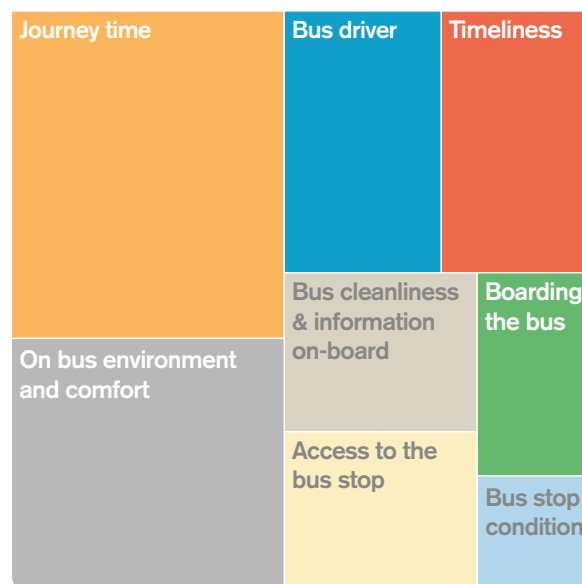 Journey time
Bus driver
Timeliness
Bus cleanliness
& information
on-board
Boarding
the bus
On bus environment
and comfort
Access to the
bus stop
Bus stop
condition